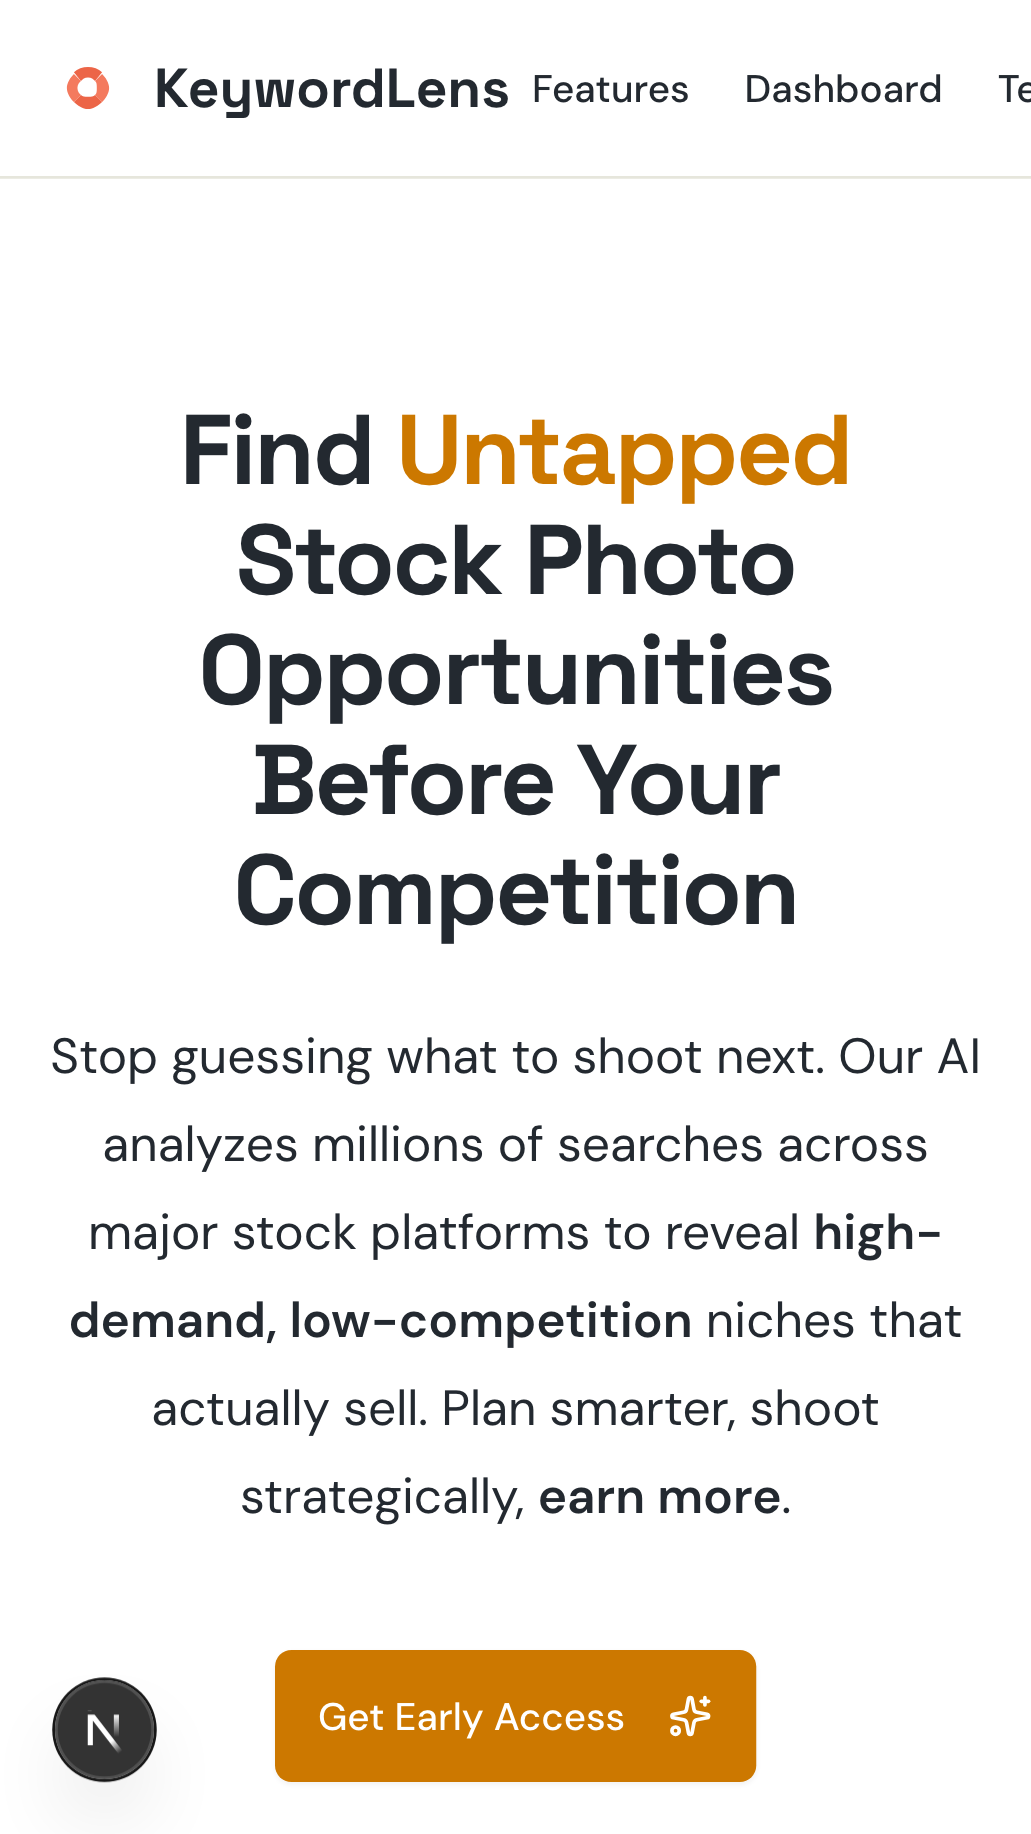 KeywordLens Features Dashboard Te
Find Untapped
Stock Photo
Opportunities
Before Your
Competition
Stop guessing what to shoot next. Our AI
analyzes millions of searches across
major stock platforms to reveal high-
demand, low-competition niches that
actually sell. Plan smarter, shoot
strategically, earn more.
Get Early Access
N